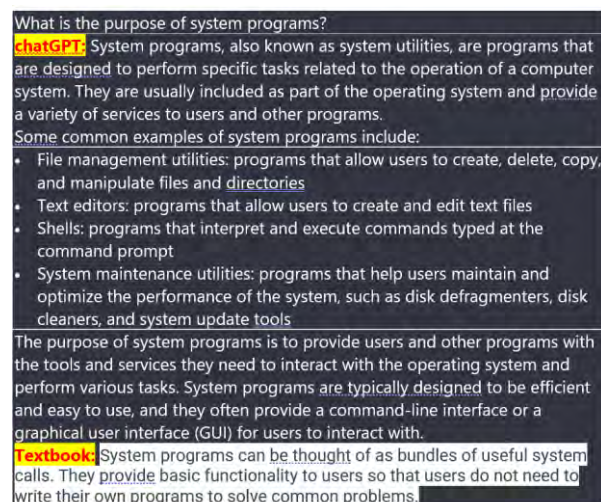 What is the purpose of system programs?
chatGPT: System programs, also known as system utilities, are programs that
are designed to perform specific tasks related to the operation of a computer
system. They are usually included as part of the operating system and provide
a variety of services to users and other programs.
Some common examples of system programs include:
• File management utilities: programs that allow users to create, delete, copy,
and manipulate files and directories
• Text editors: programs that allow users to create and edit text files
• Shells: programs that interpret and execute commands typed at the
command prompt
• System maintenance utilities: programs that help users maintain and
optimize the performance of the system, such as disk defragmenters, disk
cleaners, and system update tools
The purpose of system programs is to provide users and other programs with
the tools and services they need to interact with the operating system and
perform various tasks. System programs are typically designed to be efficient
and easy to use, and they often provide a command-line interface or a
graphical user interface (GUI) for users to interact with.
Textbook: System programs can be thought of as bundles of useful system
calls. They provide basic functionality to users so that users do not need to
write their own programs to solve common problems.